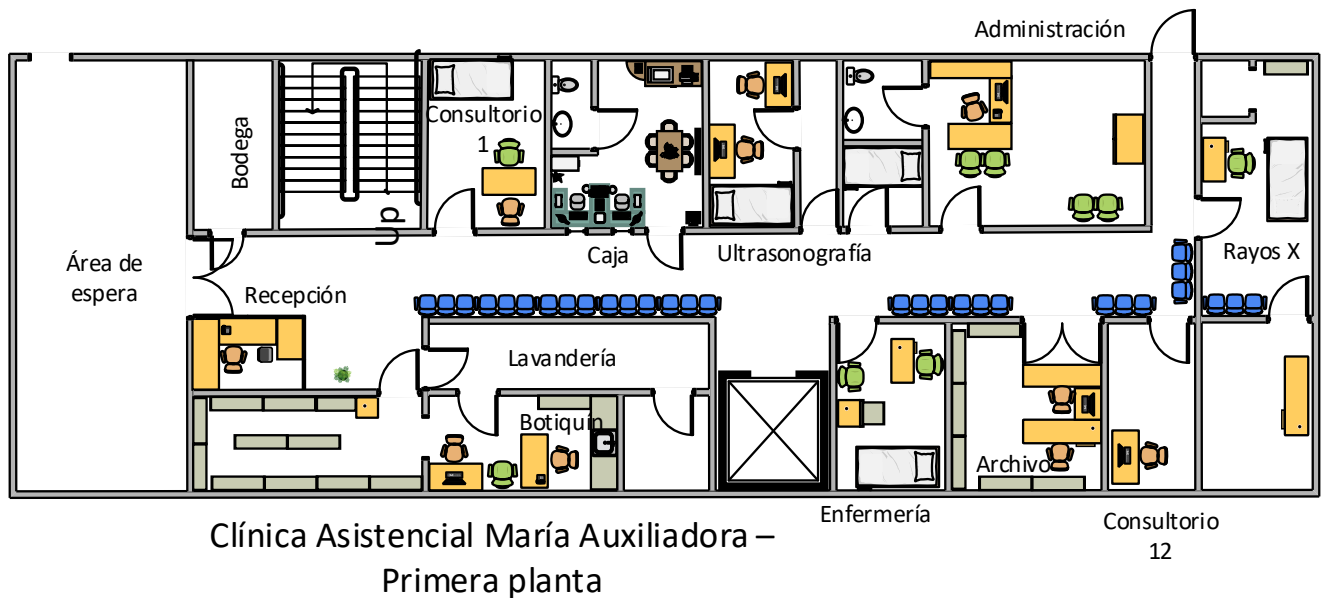 Administración
Consultorio
1
Bodega
Up
Área de
espera
Recepción
Caja
Ultrasonografía
Rayos X
Lavandería
Botiquín
Archivo
Enfermería
Consultorio
12
Clínica Asistencial María Auxiliadora –
Primera planta